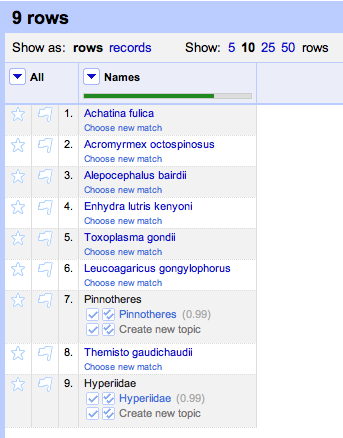 9 rows
Show as: rows records Show: 5 10 25 50 rows
All Names
1. Achatina fulica
Choose new match
2. Acromyrmex octospinosus
Choose new match
3. Alepocephalus bairdii
Choose new match
4. Enhydra lutris kenyoni
Choose new match
5. Toxoplasma gondii
Choose new match
6. Leucoagaricus gongylophorus
Choose new match
7. Pinnotheres
Pinnotheres (0.99)
Create new topic
8. Themisto gaudichaudii
Choose new match
9. Hyperiidae
Hyperiidae (0.99)
Create new topic